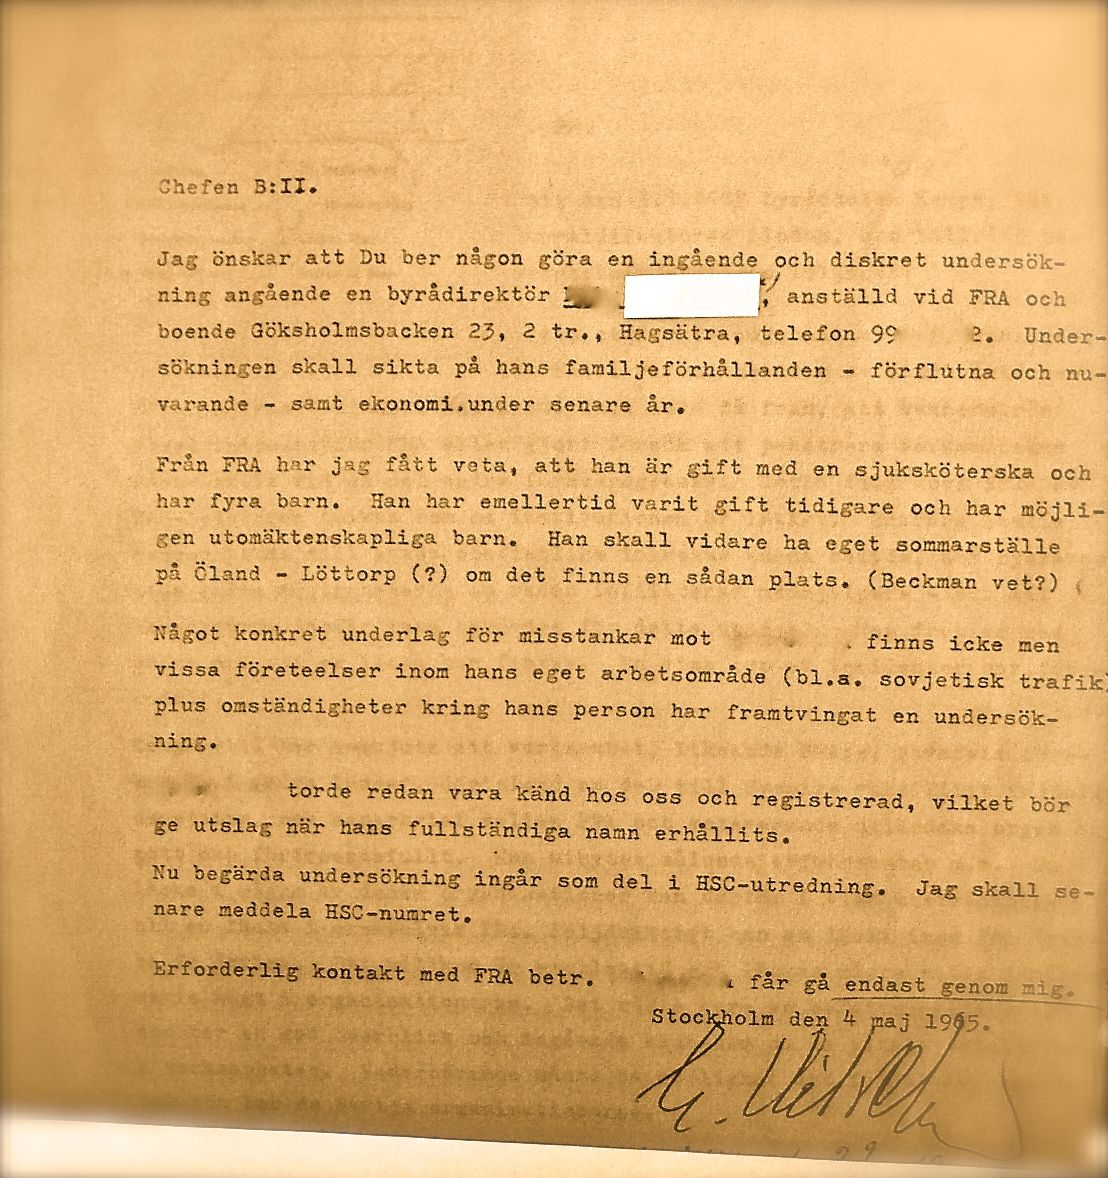 Chefen B:II.
Jag önskar att Du ber någon göra en ingående och diskret undersök-
ning angående en byrådirektör , anställd vid FRA och
boende Göksholmsbacken 23, 2 tr., Hagsätra, telefon 99 2. Under-
sökningen skall sikta på hans familjeförhållanden - förflutna och nu-
varande - samt ekonomi.under senare år.
Från FRA har jag fått veta, att han är gift med en sjuksköterska och
har fyra barn. Han har emellertid varit gift tidigare och har möjli-
gen utomäktenskapliga barn. Han skall vidare ha eget sommarställe
på Öland - Löttorp (?) om det finns en sådan plats. (Beckman vet?)
Något konkret underlag för misstankar mot finns icke men
vissa företeelser inom hans eget arbetsområde (bl.a. sovjetisk trafik)
plus omständigheter kring hans person har framtvingat en undersök-
ning.
torde redan vara känd hos oss och registrerad, vilket bör
ge utslag när hans fullständiga namn erhållits.
Nu begärda undersökning ingår som del i HSC-utredning. Jag skall se-
nare meddela HSC-numret.
Erforderlig kontakt med FRA betr. får gå endast genom mig.
Stockholm den 4 maj 1965.